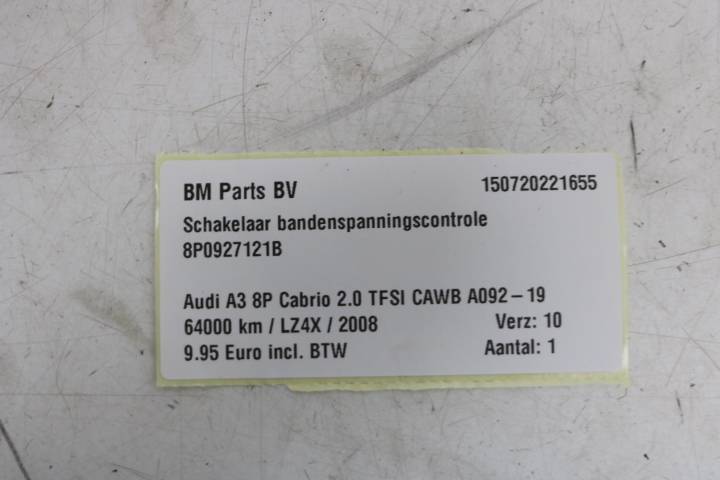 BM Parts BV 150720221655
Schakelaar bandenspanningscontrole
8P0927121B
Audi A3 8P Cabrio 2.0 TFSI CAWB A092 – 19
64000 km / LZ4X / 2008 Verz: 10
9.95 Euro incl. BTW Aantal: 1